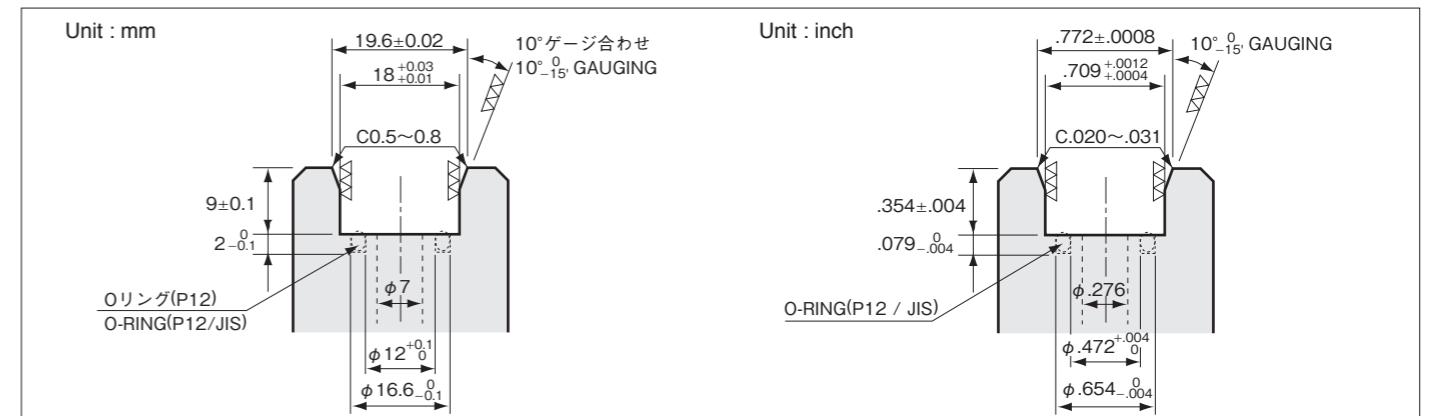 Unit : mm
19.6±0.02
10°ゲージ合わせ
10° 0 -15' GAUGING
18 +0.03 +0.01
C0.5〜0.8
9±0.1
2 0 -0.1
φ7
Oリング(P12)
O-RING(P12/JIS)
φ12 +0.1 0
φ16.6 0 -0.1
Unit : inch
.772±.0008
10° 0 -15' GAUGING
.709 +.0012 +.0004
C.020〜.031
.354±.004
.079 0 -.004
φ.276
O-RING(P12 / JIS)
φ.472 +.004 0
φ.654 0 -.004